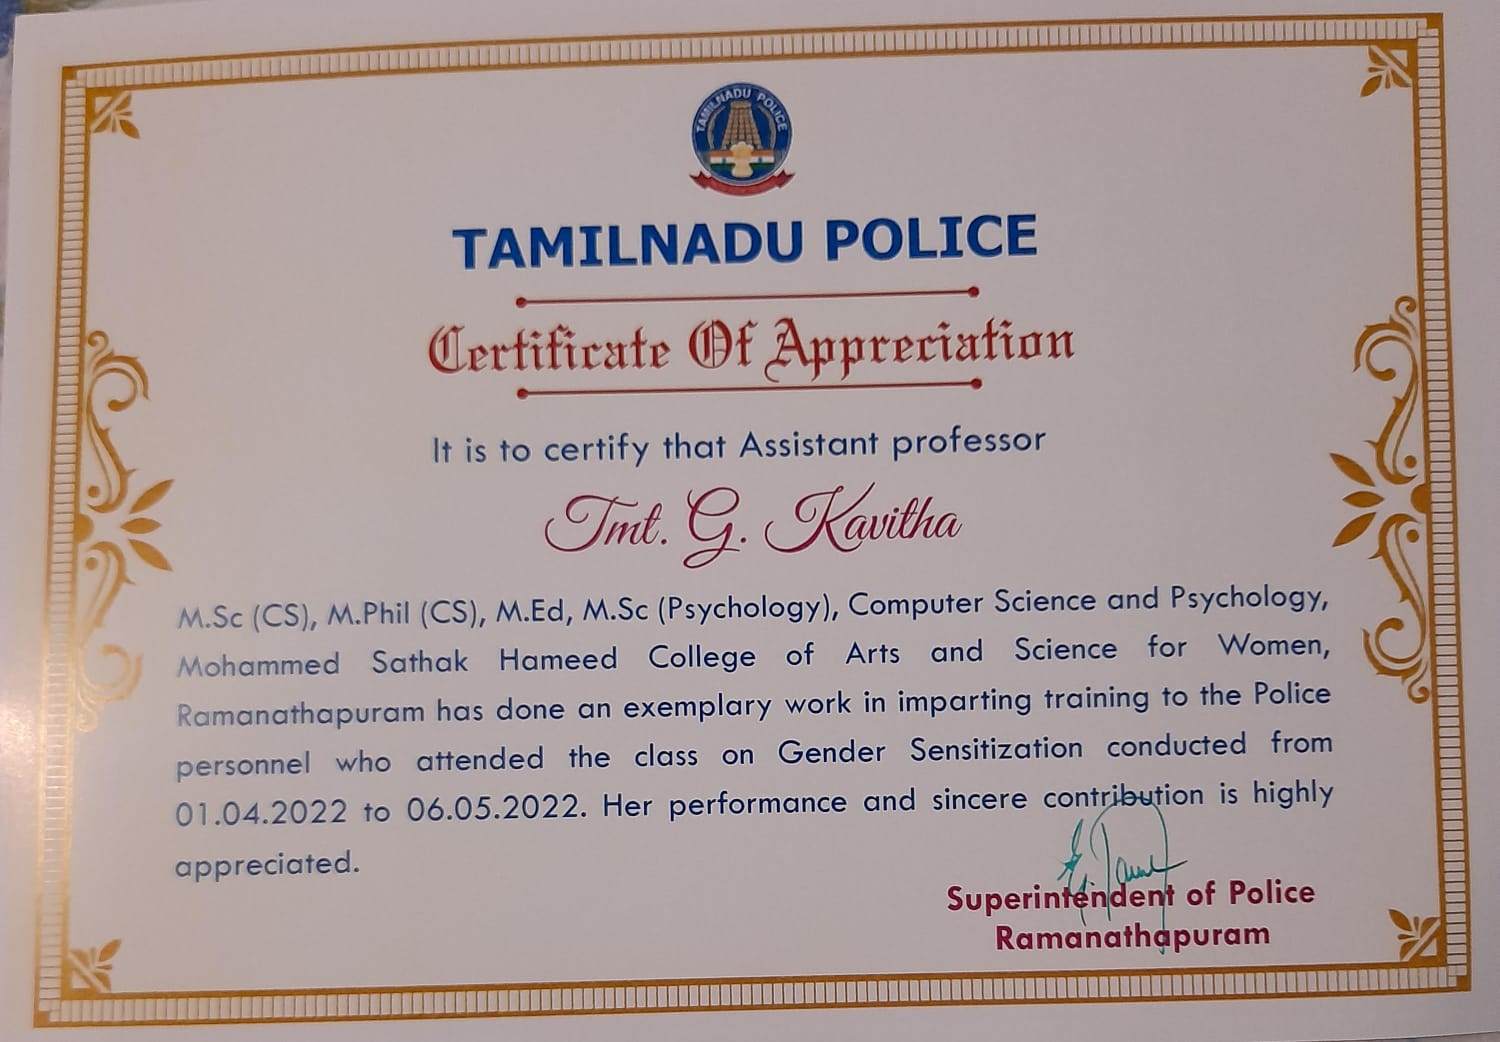 TAMILNADU POLICE
TAMILNADU POLICE
Certificate Of Appreciation
It is to certify that Assistant professor
Tmt. G. Kavitha
M.Sc (CS), M.Phil (CS), M.Ed, M.Sc (Psychology), Computer Science and Psychology,
Mohammed Sathak Hameed College of Arts and Science for Women,
Ramanathapuram has done an exemplary work in imparting training to the Police
personnel who attended the class on Gender Sensitization conducted from
01.04.2022 to 06.05.2022. Her performance and sincere contribution is highly
appreciated.
Superintendent of Police
Ramanathapuram